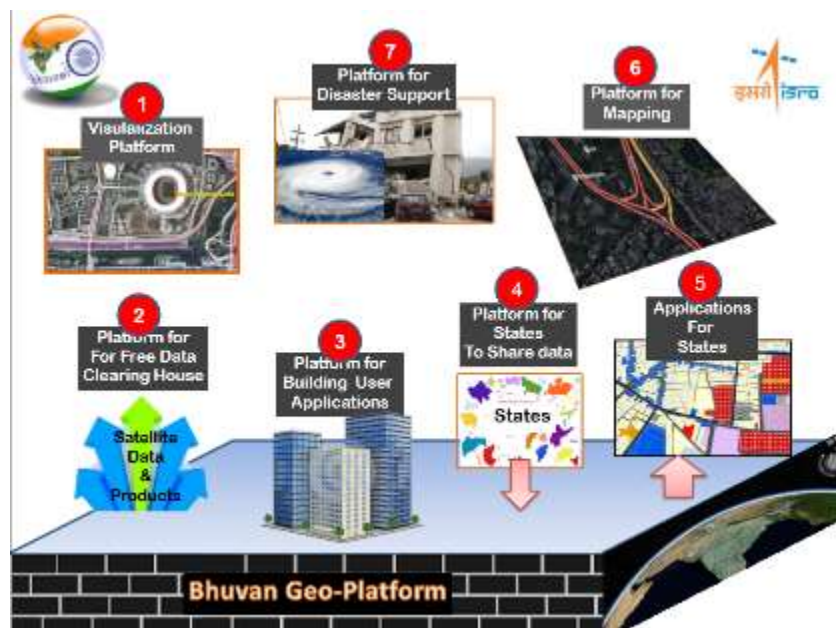 bhuvan
1
Visulanization
Platform
7
Platform for
Disaster Support
6
Platform for
Mapping
इसरो isro
2
Platform for
For Free Data
Clearing House
3
Platform for
Building User
Applications
4
Platform for
States
To Share data
5
Applications
For
States
Satellite
Data
&
Products
States
Bhuvan Geo-Platform